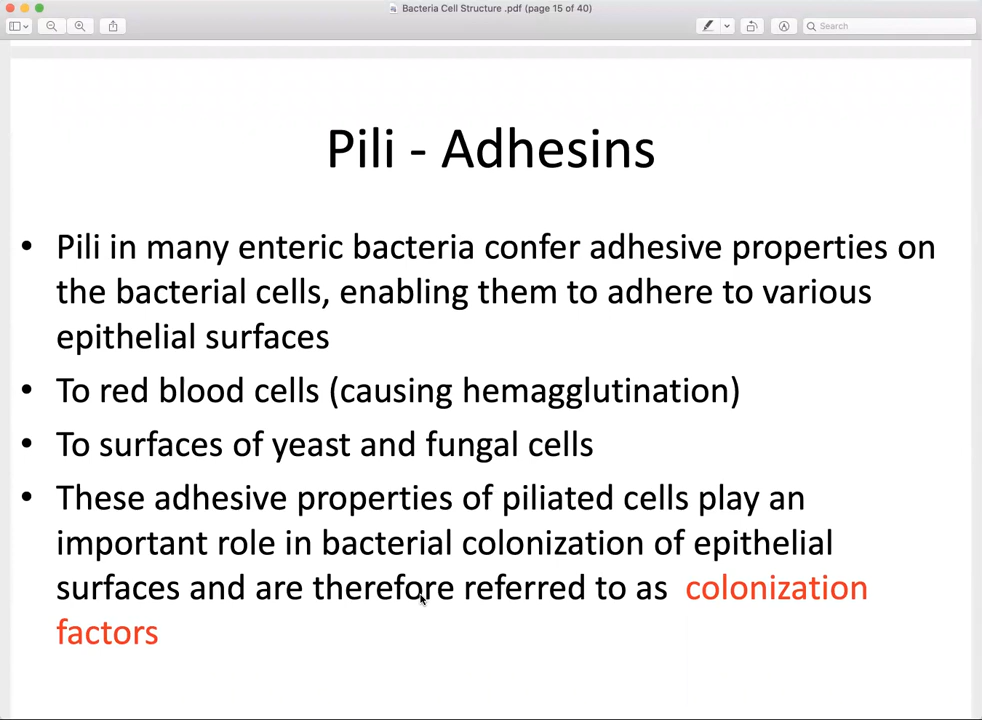 Bacteria Cell Structure .pdf (page 15 of 40)
Search
Pili - Adhesins
• Pili in many enteric bacteria confer adhesive properties on
the bacterial cells, enabling them to adhere to various
epithelial surfaces
• To red blood cells (causing hemagglutination)
• To surfaces of yeast and fungal cells
• These adhesive properties of piliated cells play an
important role in bacterial colonization of epithelial
surfaces and are therefore referred to as colonization
factors